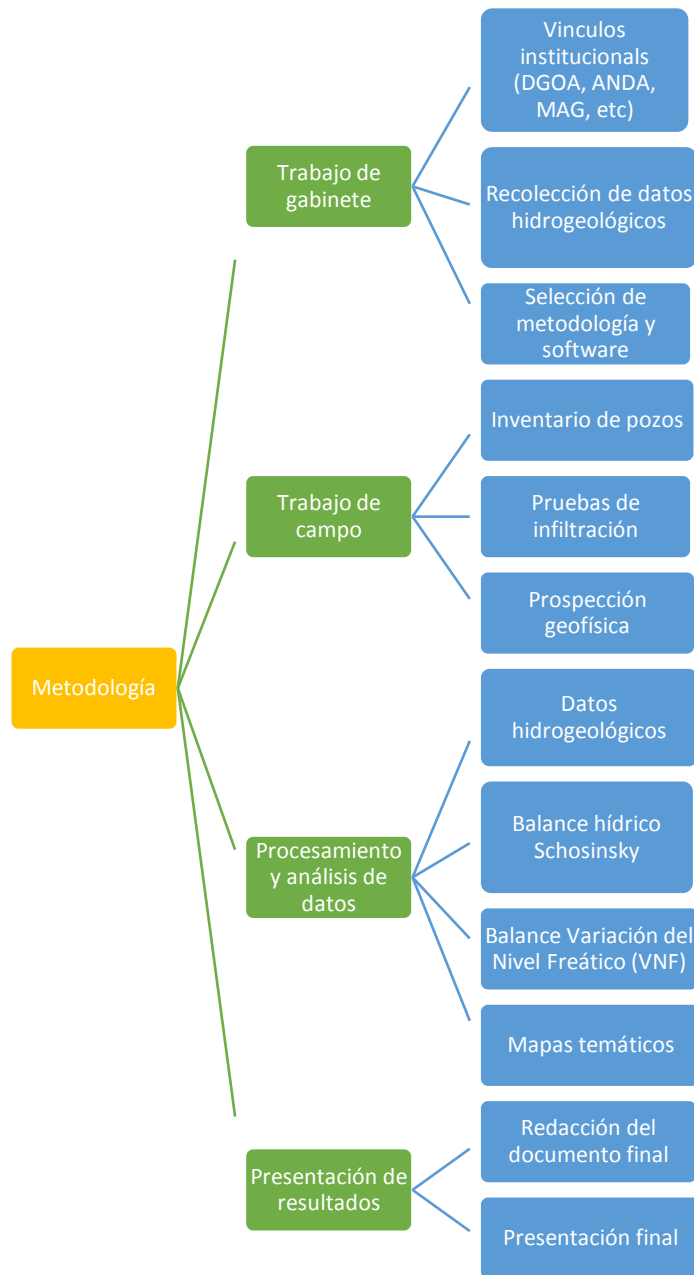 Metodología
Trabajo de
gabinete
Vinculos
institucionals
(DGOA, ANDA,
MAG, etc)
Recolección de datos
hidrogeológicos
Selección de
metodología y
software
Trabajo de
campo
Inventario de pozos
Pruebas de
infiltración
Prospección
geofísica
Procesamiento
y análisis de
datos
Datos
hidrogeológicos
Balance hídrico
Schosinsky
Balance Variación del
Nivel Freático (VNF)
Mapas temáticos
Presentación de
resultados
Redacción del
documento final
Presentación final